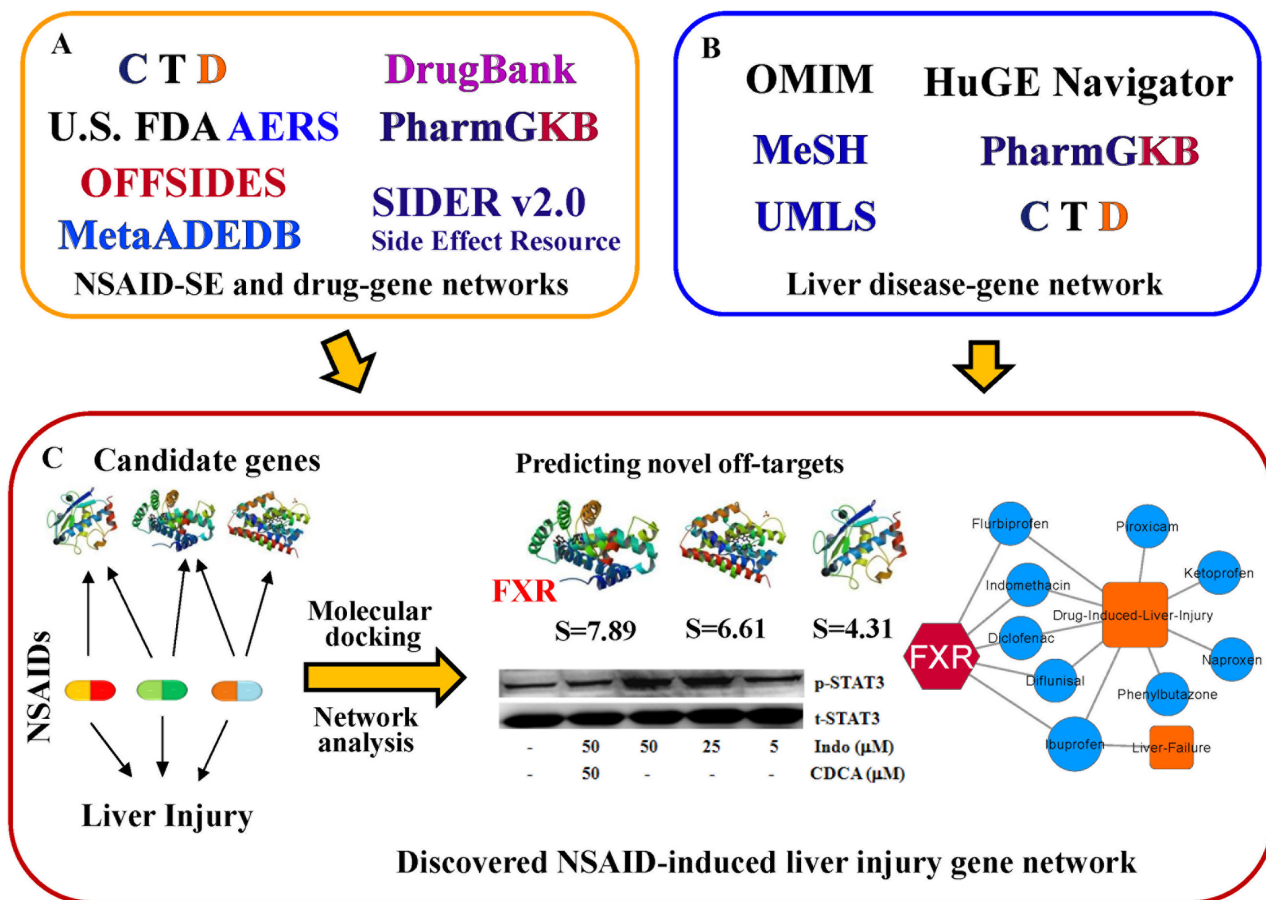 A
C T D
DrugBank
U.S. FDA AERS
PharmGKB
OFFSIDES
SIDER v2.0
Side Effect Resource
MetaADEDB
NSAID-SE and drug-gene networks
B
OMIM
HuGE Navigator
MeSH
PharmGKB
UMLS
C T D
Liver disease-gene network
C
Candidate genes
NSAIDs
Liver Injury
Molecular
docking
Network
analysis
Predicting novel off-targets
FXR
S=7.89 S=6.61 S=4.31
p-STAT3
t-STAT3
- 50 50 25 5 Indo (μM)
- 50 - - - CDCA (μM)
Flurbiprofen
Piroxicam
Indomethacin
Ketoprofen
Drug-Induced-Liver-Injury
Diclofenac
FXR
Naproxen
Diflunisal
Phenylbutazone
Ibuprofen
Liver-Failure
Discovered NSAID-induced liver injury gene network